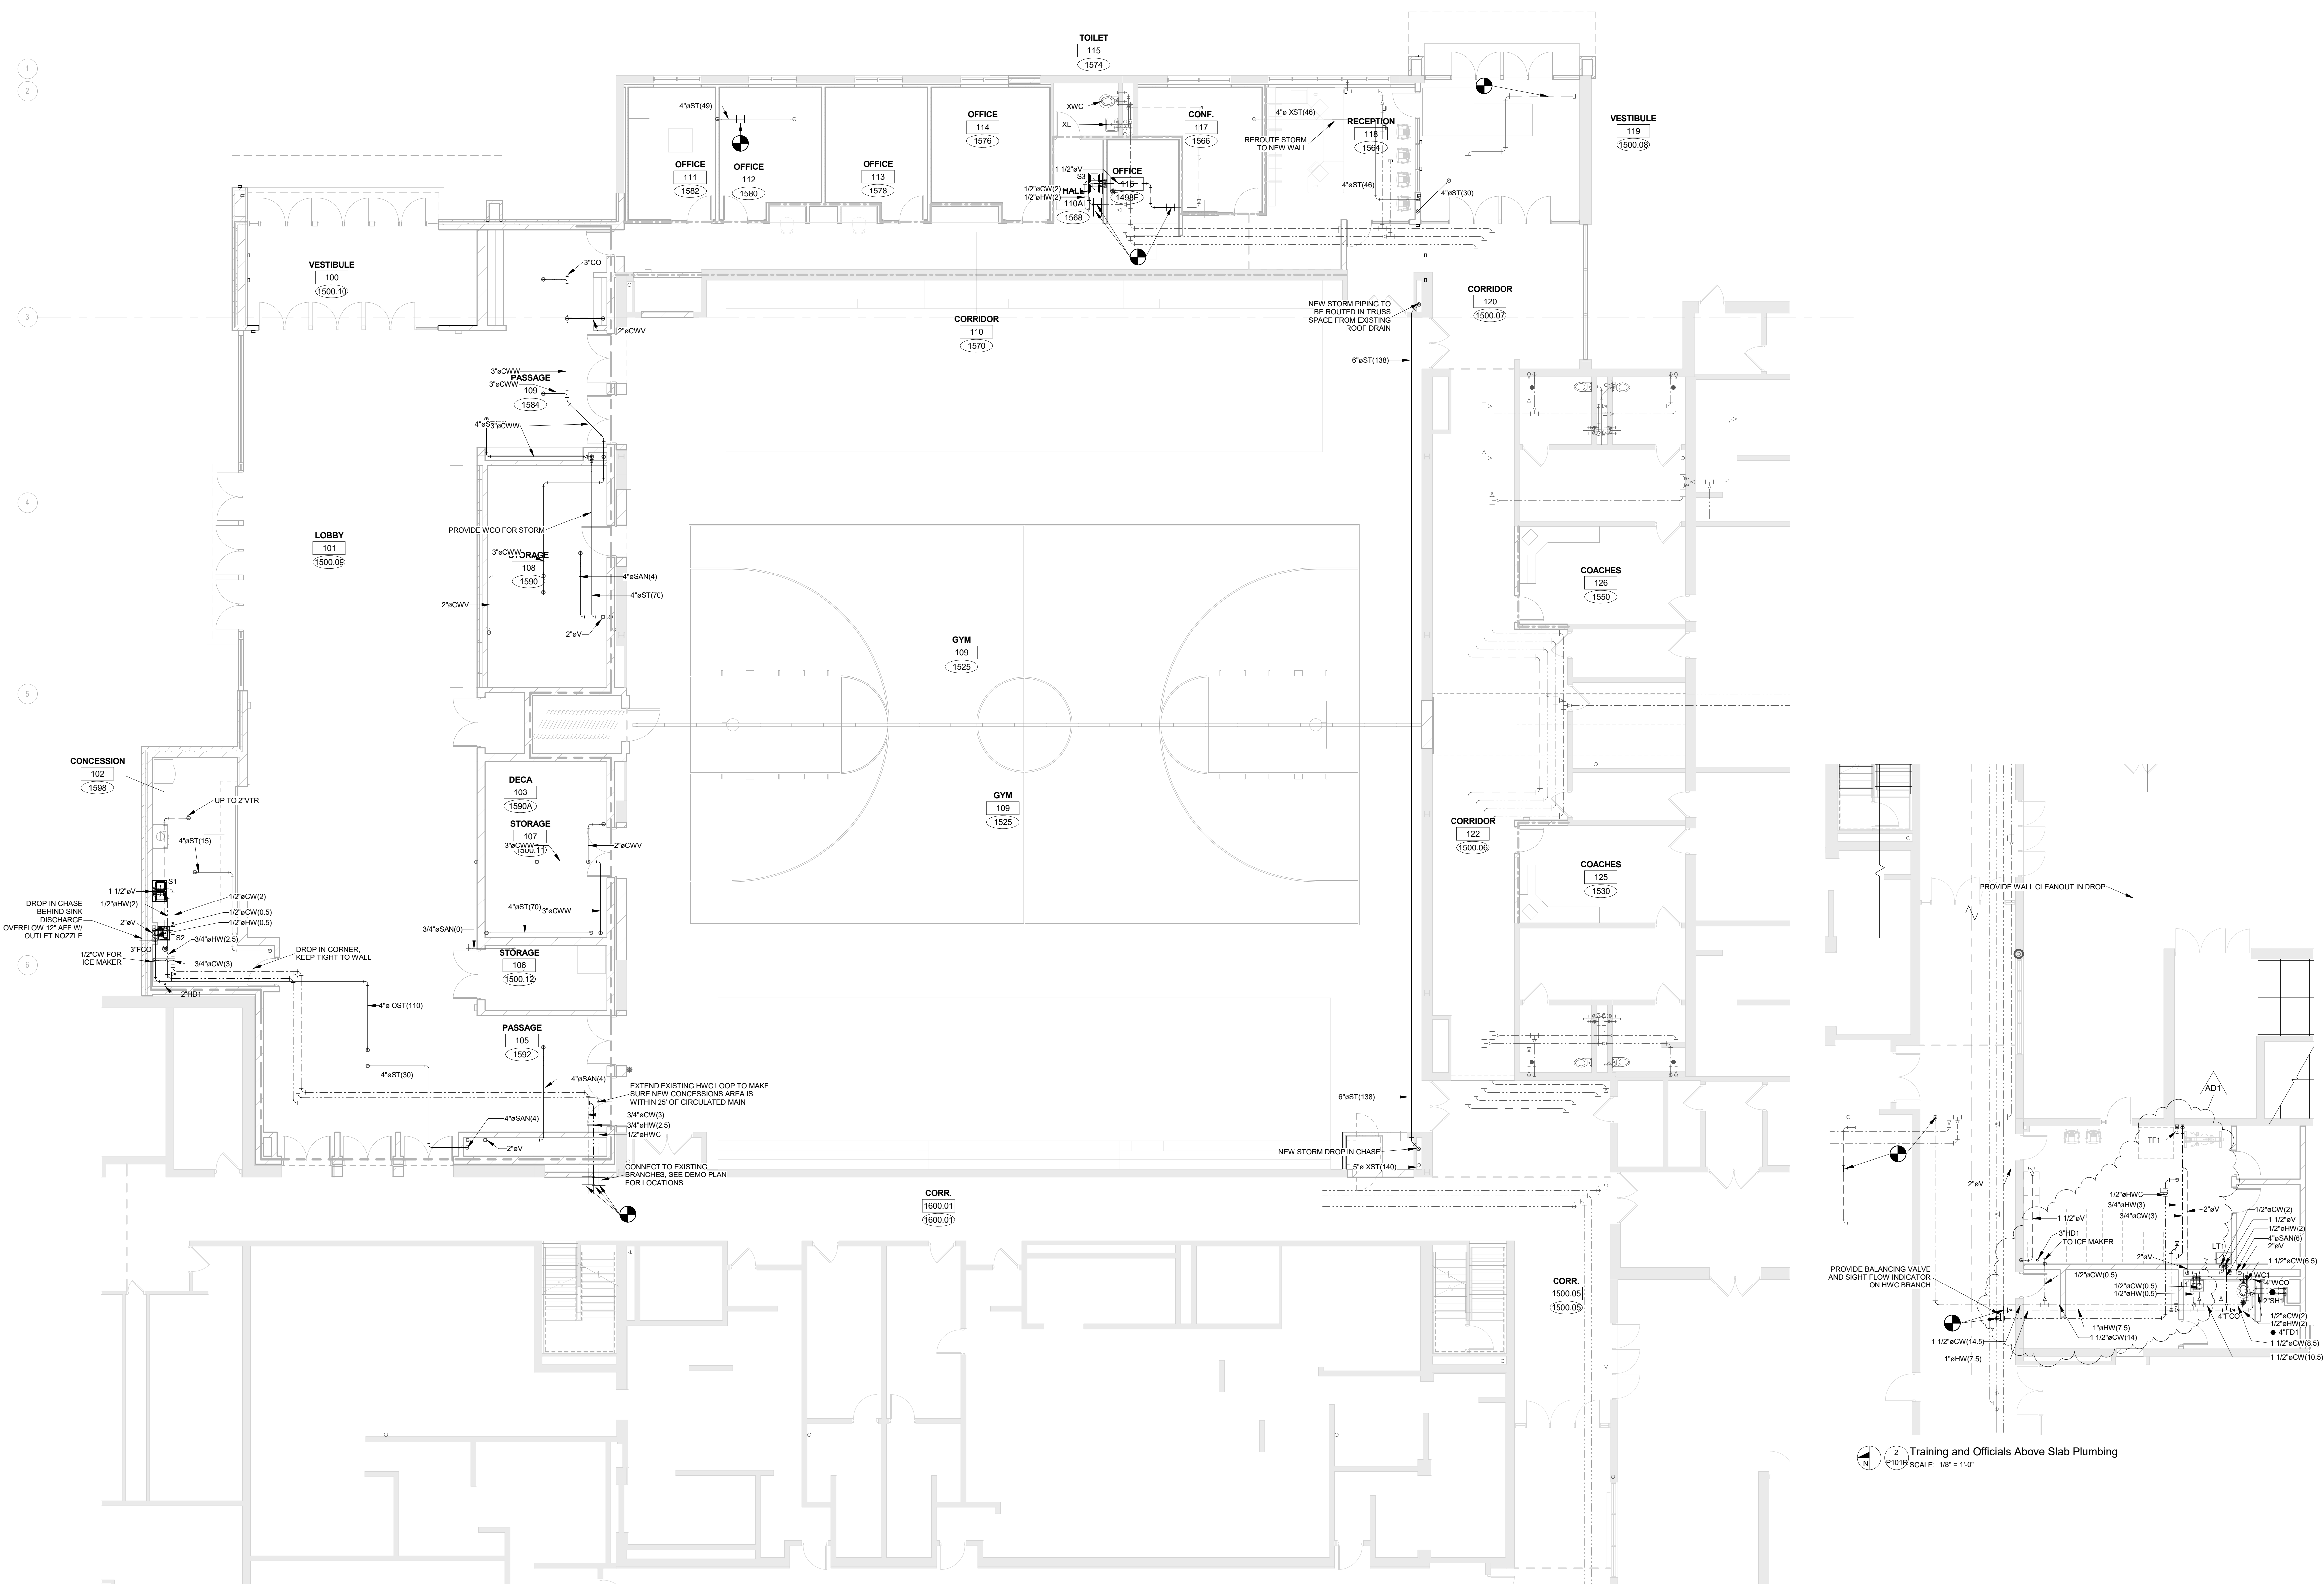 TOILET
115
1574
1
2
4"øST(49)
XWC
XL
OFFICE
114
1576
CONF.
117
1566
4"ø XST(46)
REROUTE STORM
TO NEW WALL
RECEPTION
118
1564
VESTIBULE
119
1500.08
OFFICE
111
1582
OFFICE
112
1580
OFFICE
113
1578
1 1/2"øV
S3
1/2"øCW(2)
1/2"øHW(2)
HALL
110A
1568
OFFICE
116
1498E
4"øST(46)
4"øST(30)
VESTIBULE
100
1500.10
3"CO
2"øCWV
3
CORRIDOR
110
1570
NEW STORM PIPING TO
BE ROUTED IN TRUSS
SPACE FROM EXISTING
ROOF DRAIN
CORRIDOR
120
1500.07
6"øST(138)
3"øCWW
3"øCWW
PASSAGE
109
1584
4"øS
3"øCWW
4
PROVIDE WCO FOR STORM
LOBBY
101
1500.09
3"øCWW
STORAGE
108
1590
4"øSAN(4)
4"øST(70)
2"øCWV
2"øV
COACHES
126
1550
GYM
109
1525
5
CONCESSION
102
1598
UP TO 2"VTR
4"øST(15)
DECA
103
1590A
STORAGE
107
1500.11
3"øCWW
2"øCWV
GYM
109
1525
CORRIDOR
122
1500.06
COACHES
125
1530
S1
1 1/2"øV
1/2"øHW(2)
1/2"øCW(2)
1/2"øCW(0.5)
1/2"øHW(0.5)
DROP IN CHASE
BEHIND SINK
DISCHARGE
OVERFLOW 12" AFF W/
OUTLET NOZZLE
2"øV
S2
3"FCO
3/4"øHW(2.5)
1/2"CW FOR
ICE MAKER
3/4"øCW(3)
DROP IN CORNER,
KEEP TIGHT TO WALL
4"øST(70)
3"øCWW
3/4"øSAN(0)
6
STORAGE
106
1500.12
2"HD1
4"ø OST(110)
PASSAGE
105
1592
4"øST(30)
4"øSAN(4)
EXTEND EXISTING HWC LOOP TO MAKE
SURE NEW CONCESSIONS AREA IS
WITHIN 25' OF CIRCULATED MAIN
4"øSAN(4)
3/4"øCW(3)
3/4"øHW(2.5)
1/2"øHWC
2"øV
CONNECT TO EXISTING
BRANCHES, SEE DEMO PLAN
FOR LOCATIONS
6"øST(138)
NEW STORM DROP IN CHASE
5"ø XST(140)
CORR.
1600.01
1600.01
CORR.
1500.05
1500.05
PROVIDE WALL CLEANOUT IN DROP
AD1
TF1
2"øV
1/2"øHWC
3/4"øHW(3)
3/4"øCW(3)
2"øV
1 1/2"øV
3"HD1
TO ICE MAKER
LT1
1/2"øCW(2)
1 1/2"øV
1/2"øHW(2)
4"øSAN(6)
2"øV
2"øV
1 1/2"øCW(6.5)
PROVIDE BALANCING VALVE
AND SIGHT FLOW INDICATOR
ON HWC BRANCH
1/2"øCW(0.5)
1/2"øCW(0.5)
1/2"øHW(0.5)
L1
WC1
4"WCO
2"SH1
4"FCO
1/2"øCW(2)
1/2"øHW(2)
4"FD1
1"øHW(7.5)
1 1/2"øCW(14)
1 1/2"øCW(14.5)
1"øHW(7.5)
1 1/2"øCW(8.5)
1 1/2"øCW(10.5)
N
2
P101R
Training and Officials Above Slab Plumbing
SCALE: 1/8" = 1'-0"